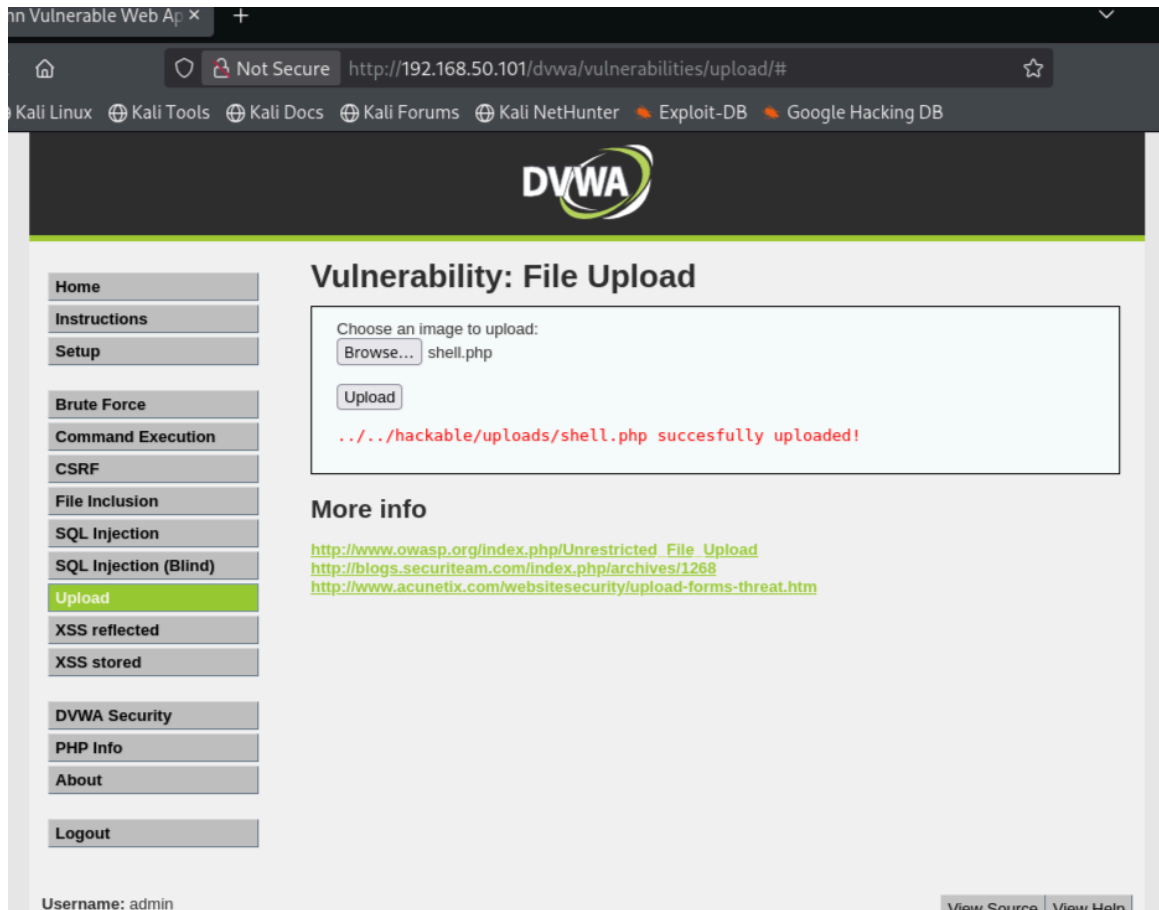 nn Vulnerable Web Ap × +
Not Secure http://192.168.50.101/dvwa/vulnerabilities/upload/#
Kali Linux Kali Tools Kali Docs Kali Forums Kali NetHunter Exploit-DB Google Hacking DB
DVWA
Home
Instructions
Setup
Brute Force
Command Execution
CSRF
File Inclusion
SQL Injection
SQL Injection (Blind)
Upload
XSS reflected
XSS stored
DVWA Security
PHP Info
About
Logout
Vulnerability: File Upload
Choose an image to upload:
Browse... shell.php
Upload
../../hackable/uploads/shell.php succesfully uploaded!
More info
http://www.owasp.org/index.php/Unrestricted_File_Upload
http://blogs.securiteam.com/index.php/archives/1268
http://www.acunetix.com/websitesecurity/upload-forms-threat.htm
Username: admin
View Source View Help